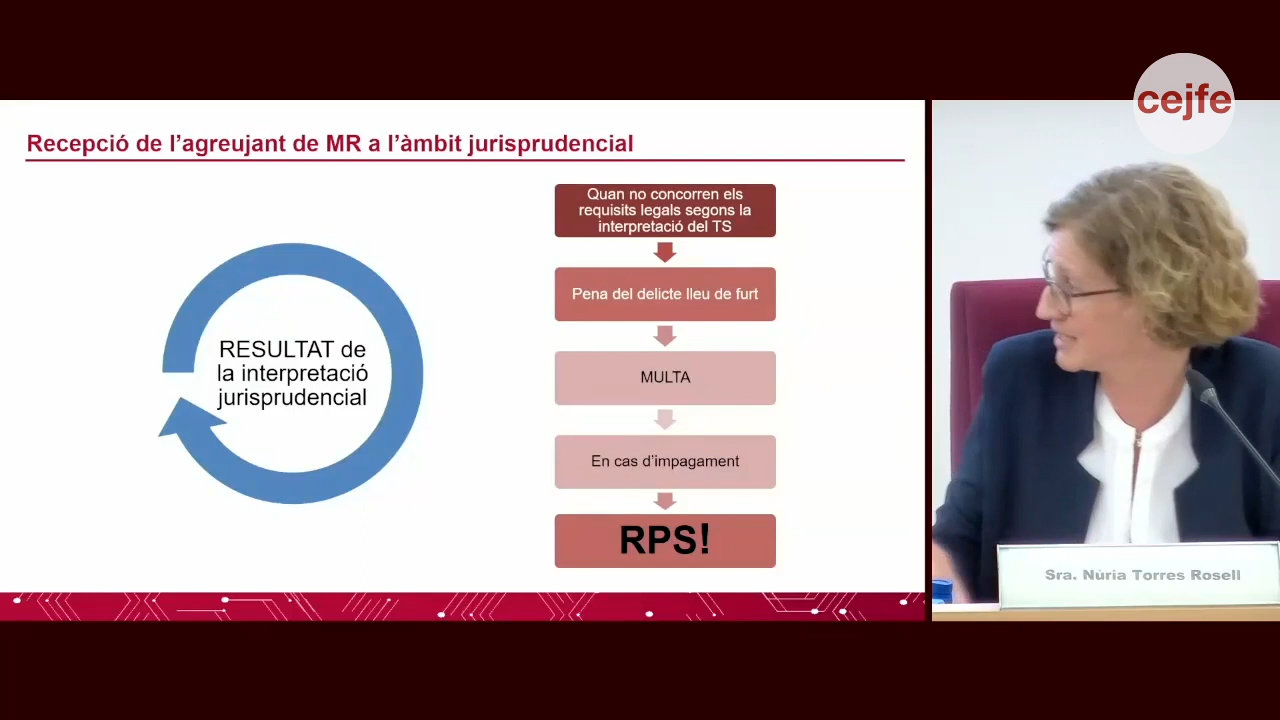 cejfe
Recepció de l’agreujant de MR a l’àmbit jurisprudencial
RESULTAT de
la interpretació
jurisprudencial
Quan no concorren els
requisits legals segons la
interpretació del TS
Pena del delicte lleu de furt
MULTA
En cas d’impagament
RPS!
Sra. Núria Torres Rosell